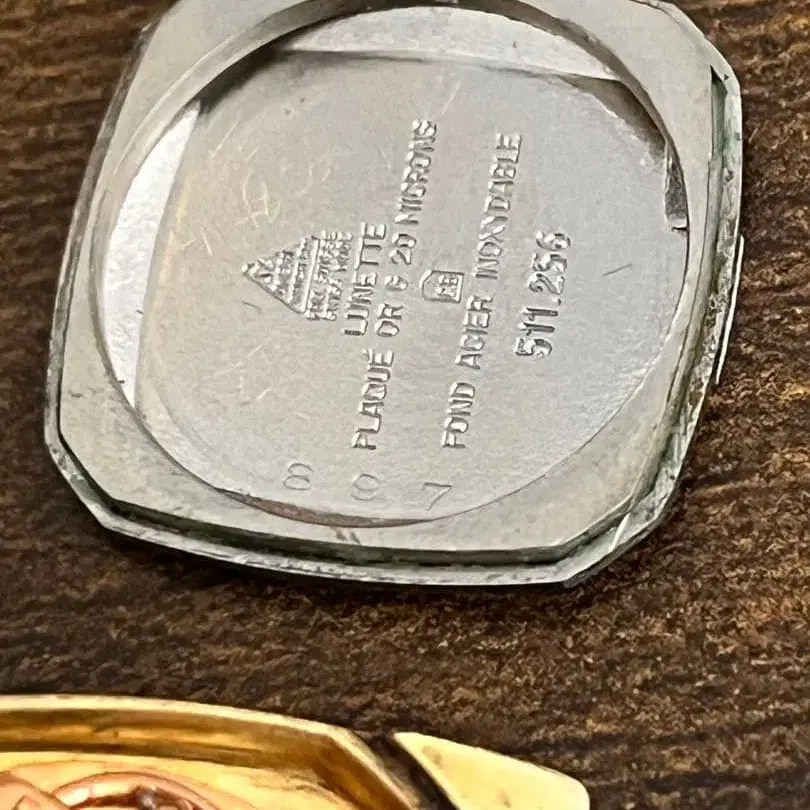 LUNETTE
PLAQUÉ OR G 20 MICRONS
FOND ACIER INOXYDABLE
511.256
897